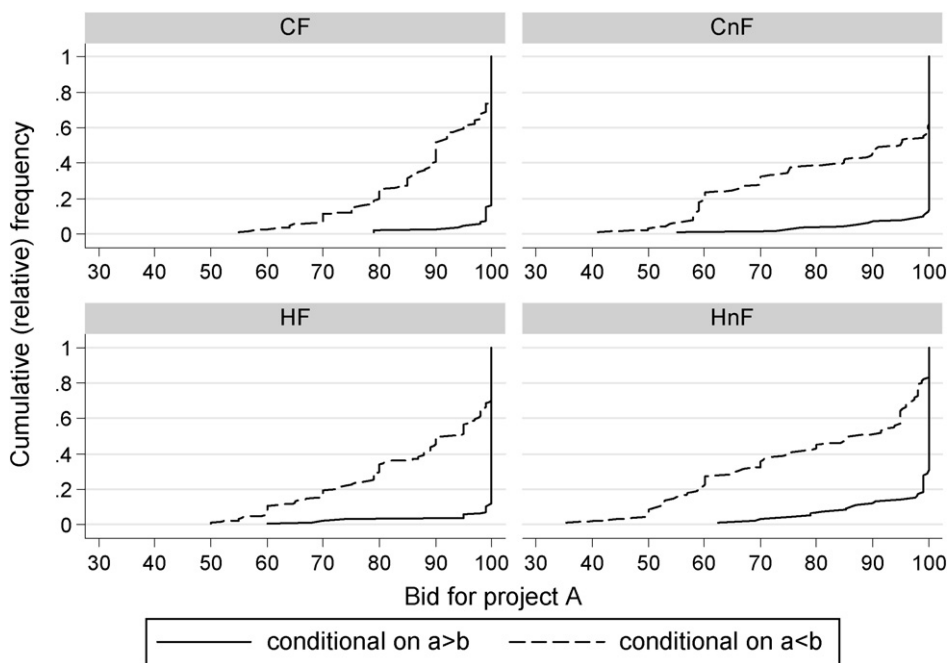 CF
CnF
Cumulative (relative) frequency
1
.8
.6
.4
.2
0
30 40 50 60 70 80 90 100
30 40 50 60 70 80 90 100
HF
HnF
1
.8
.6
.4
.2
0
30 40 50 60 70 80 90 100
30 40 50 60 70 80 90 100
Bid for project A
conditional on a>b
conditional on a<b